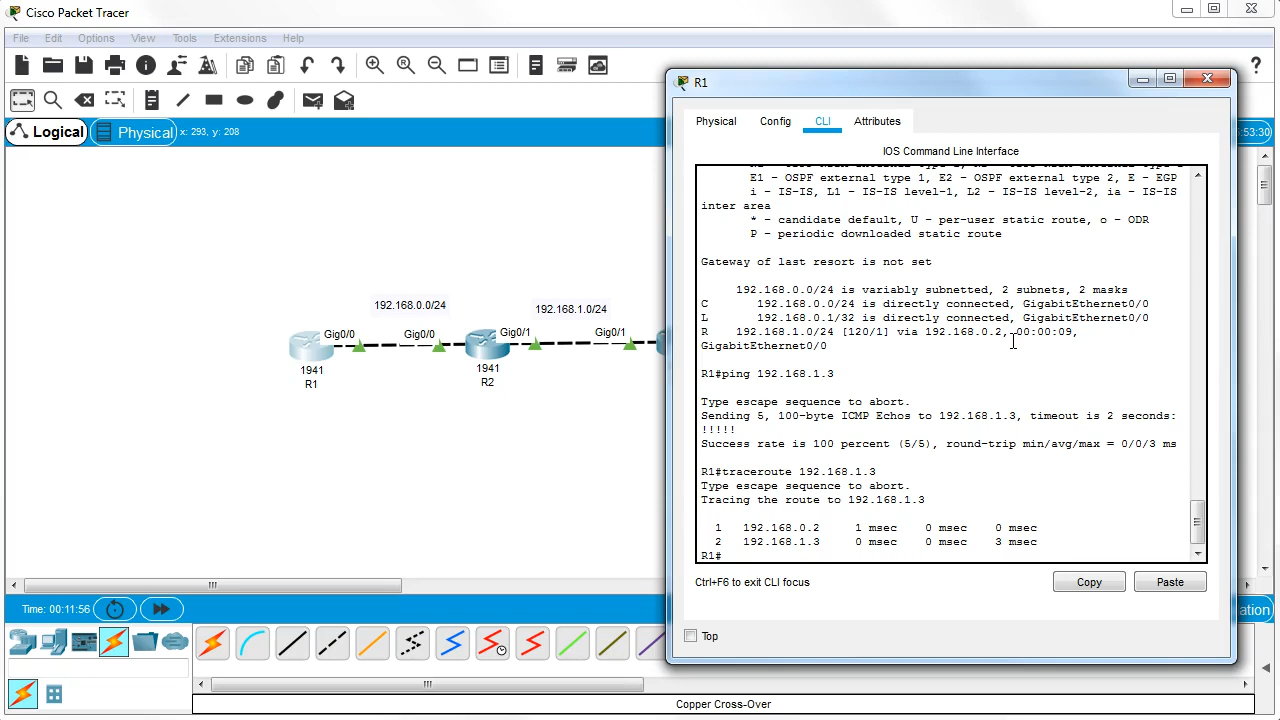 Cisco Packet Tracer
File Edit Options View Tools Extensions Help
?
Logical Physical x: 293, y: 208
:53:30
192.168.0.0/24 192.168.1.0/24
Gig0/0 Gig0/0 Gig0/1 Gig0/1
1941 1941
R1 R2
R1
Physical Config CLI Attributes
IOS Command Line Interface
E1 - OSPF external type 1, E2 - OSPF external type 2, E - EGP
i - IS-IS, L1 - IS-IS level-1, L2 - IS-IS level-2, ia - IS-IS
inter area
* - candidate default, U - per-user static route, o - ODR
P - periodic downloaded static route
Gateway of last resort is not set
192.168.0.0/24 is variably subnetted, 2 subnets, 2 masks
C 192.168.0.0/24 is directly connected, GigabitEthernet0/0
L 192.168.0.1/32 is directly connected, GigabitEthernet0/0
R 192.168.1.0/24 [120/1] via 192.168.0.2, 00:00:09,
GigabitEthernet0/0
R1#ping 192.168.1.3
Type escape sequence to abort.
Sending 5, 100-byte ICMP Echos to 192.168.1.3, timeout is 2 seconds:
!!!!!
Success rate is 100 percent (5/5), round-trip min/avg/max = 0/0/3 ms
R1#traceroute 192.168.1.3
Type escape sequence to abort.
Tracing the route to 192.168.1.3
1 192.168.0.2 1 msec 0 msec 0 msec
2 192.168.1.3 0 msec 0 msec 3 msec
R1#
Ctrl+F6 to exit CLI focus
Copy Paste
Top
Time: 00:11:56
ation
Copper Cross-Over